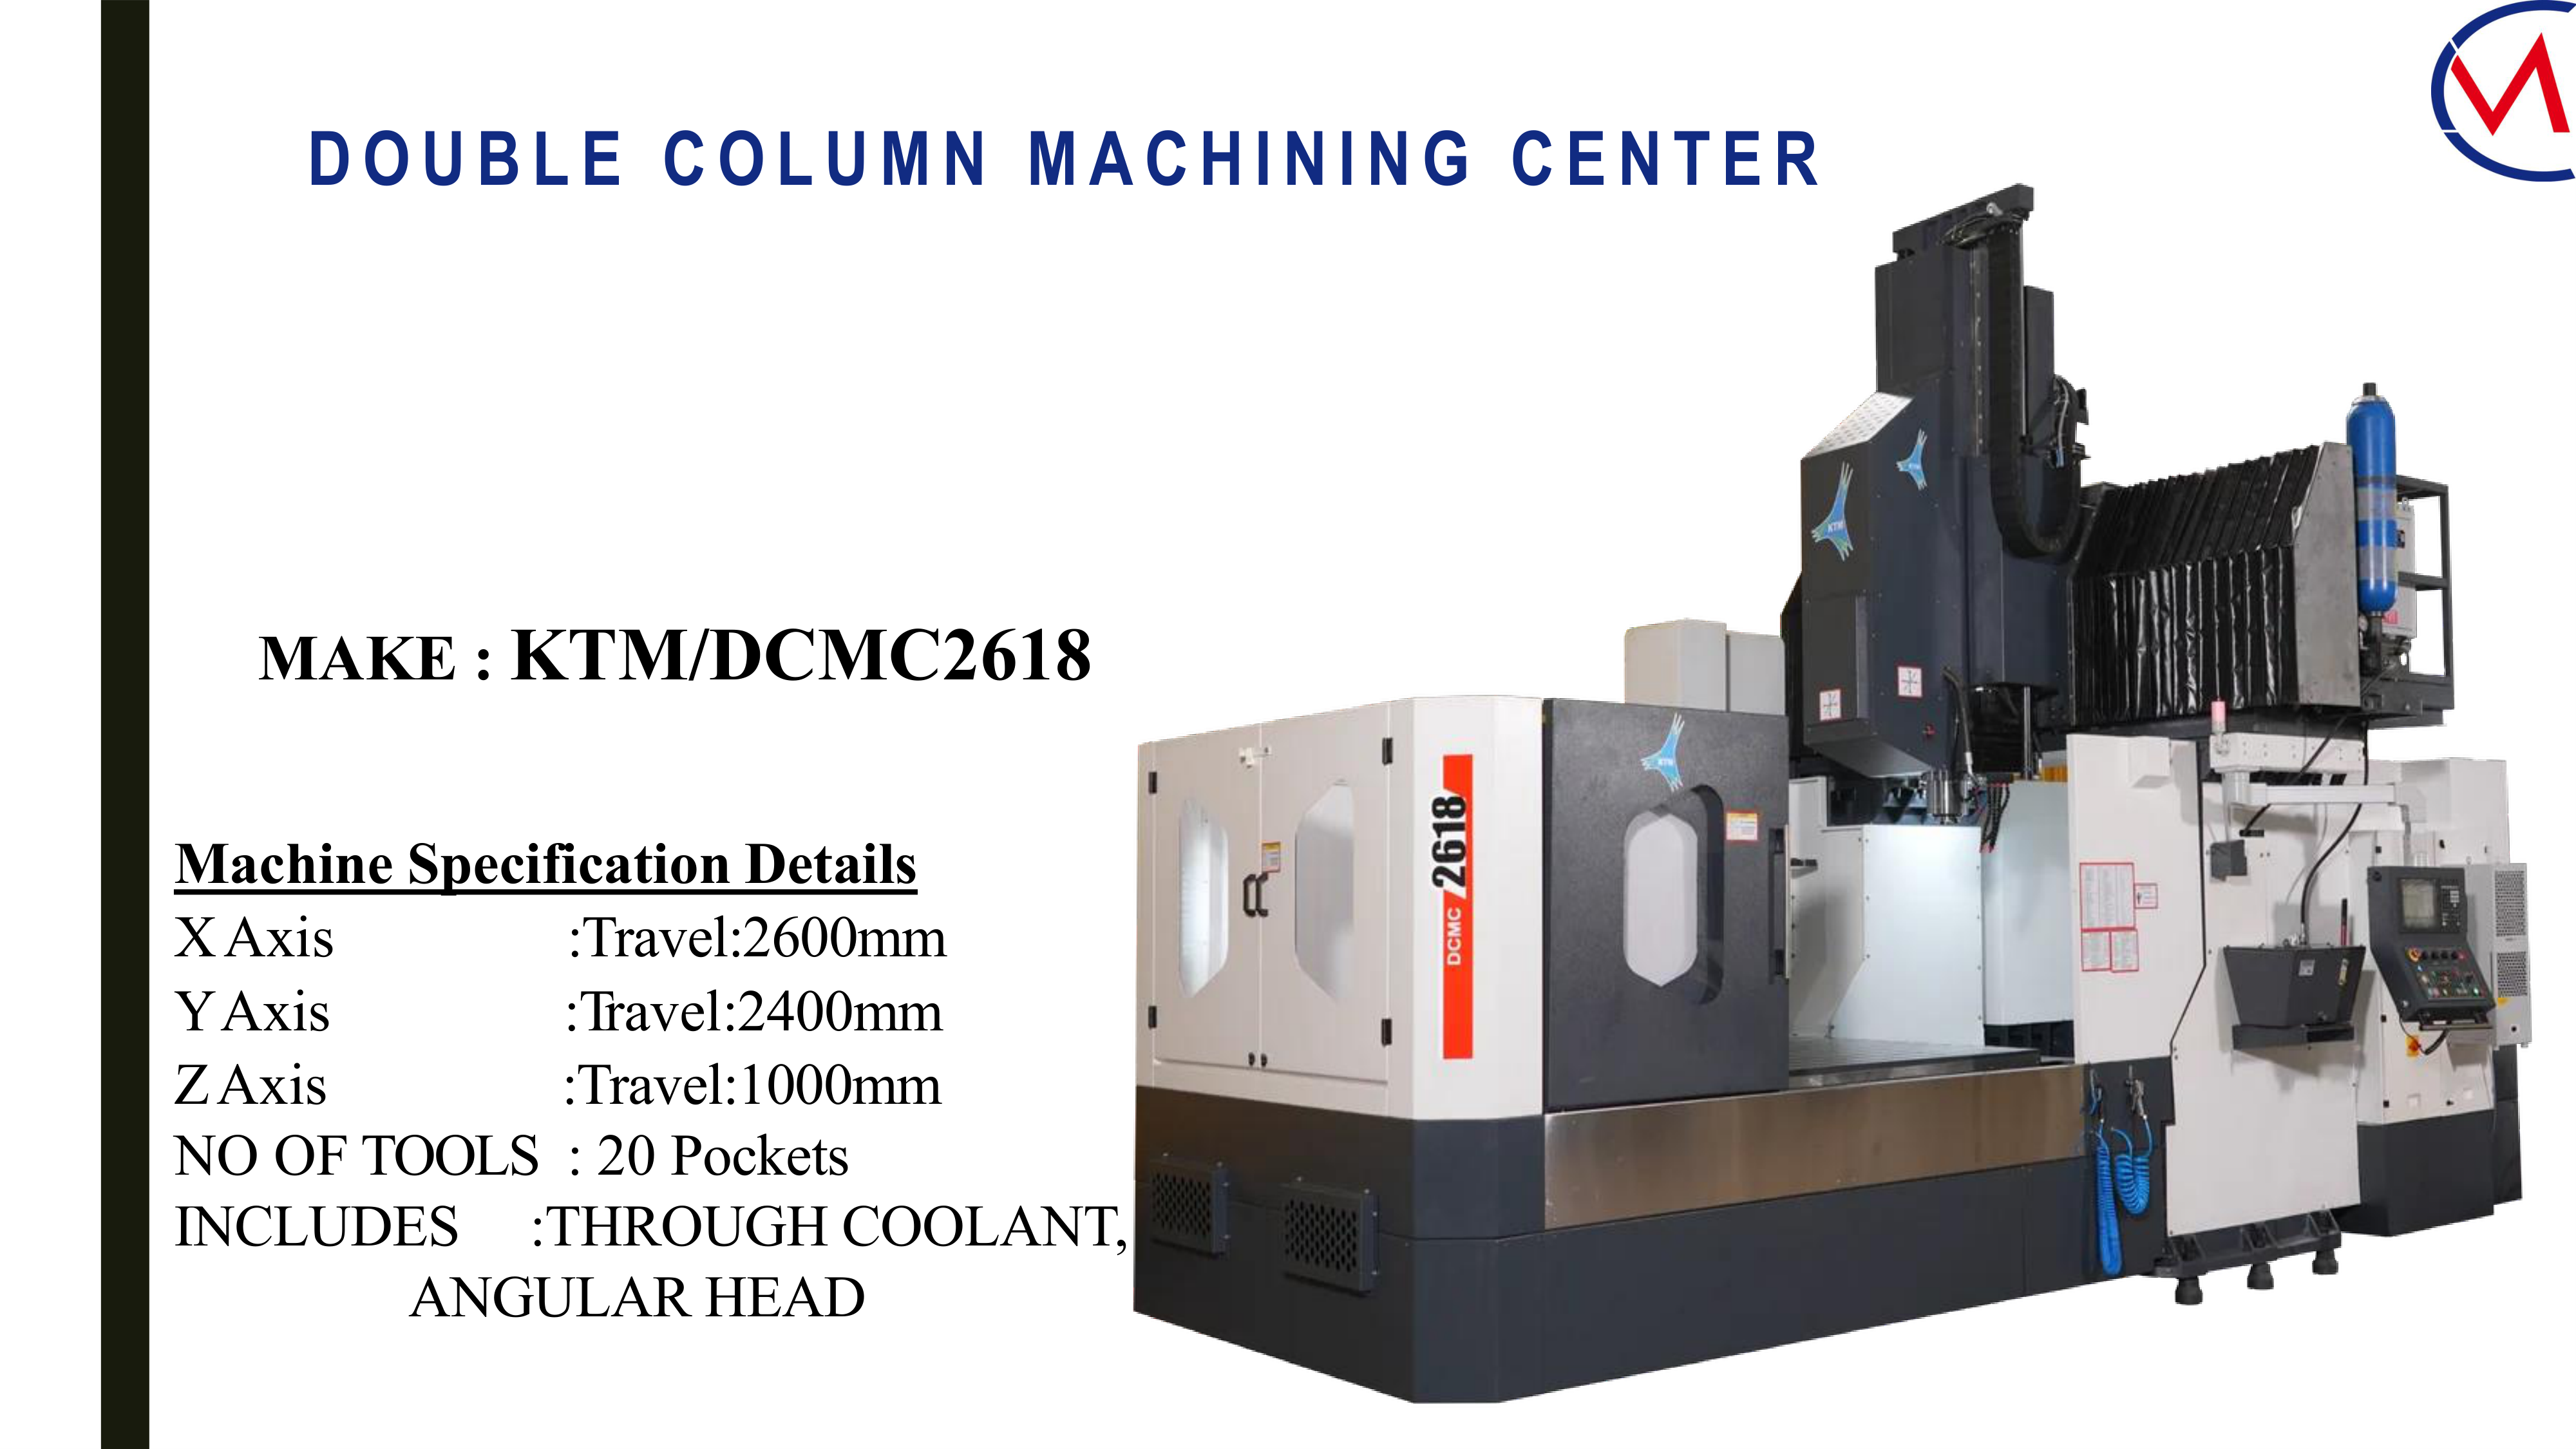 DOUBLE COLUMN MACHINING CENTER
MAKE : KTM/DCMC2618
Machine Specification Details
X Axis :Travel:2600mm
Y Axis :Travel:2400mm
Z Axis :Travel:1000mm
NO OF TOOLS : 20 Pockets
INCLUDES :THROUGH COOLANT,
ANGULAR HEAD
KTM
KTM
KTM
DCMC 2618